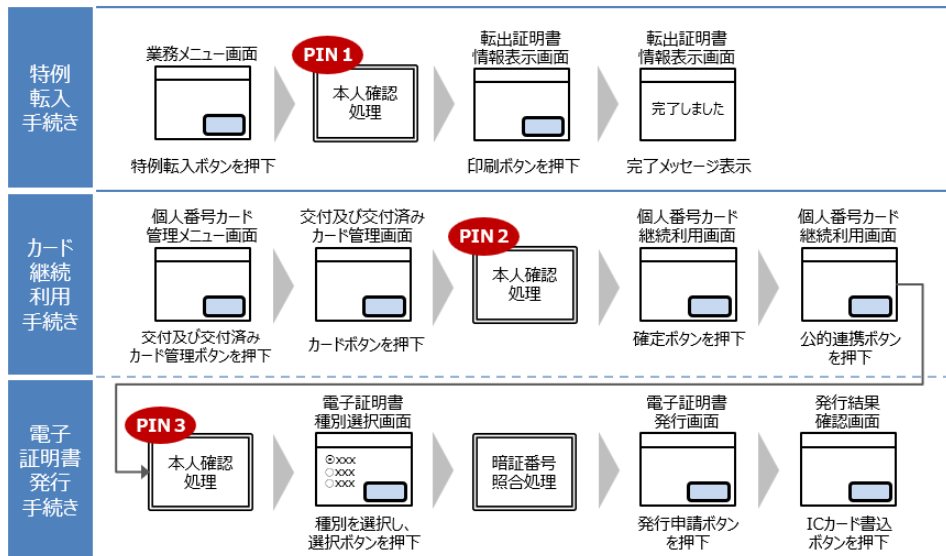 特例
転入
手続き
業務メニュー画面
特例転入ボタンを押下
PIN 1
本人確認
処理
転出証明書
情報表示画面
印刷ボタンを押下
転出証明書
情報表示画面
完了しました
完了メッセージ表示
カード
継続
利用
手続き
個人番号カード
管理メニュー画面
交付及び交付済み
カード管理ボタンを押下
交付及び交付済み
カード管理画面
カードボタンを押下
PIN 2
本人確認
処理
個人番号カード
継続利用画面
確定ボタンを押下
個人番号カード
継続利用画面
公的連携ボタン
を押下
電子
証明書
発行
手続き
PIN 3
本人確認
処理
電子証明書
種別選択画面
⦿xxx
○xxx
○xxx
種別を選択し、
選択ボタンを押下
暗証番号
照合処理
電子証明書
発行画面
発行申請ボタン
を押下
発行結果
確認画面
ICカード書込
ボタンを押下